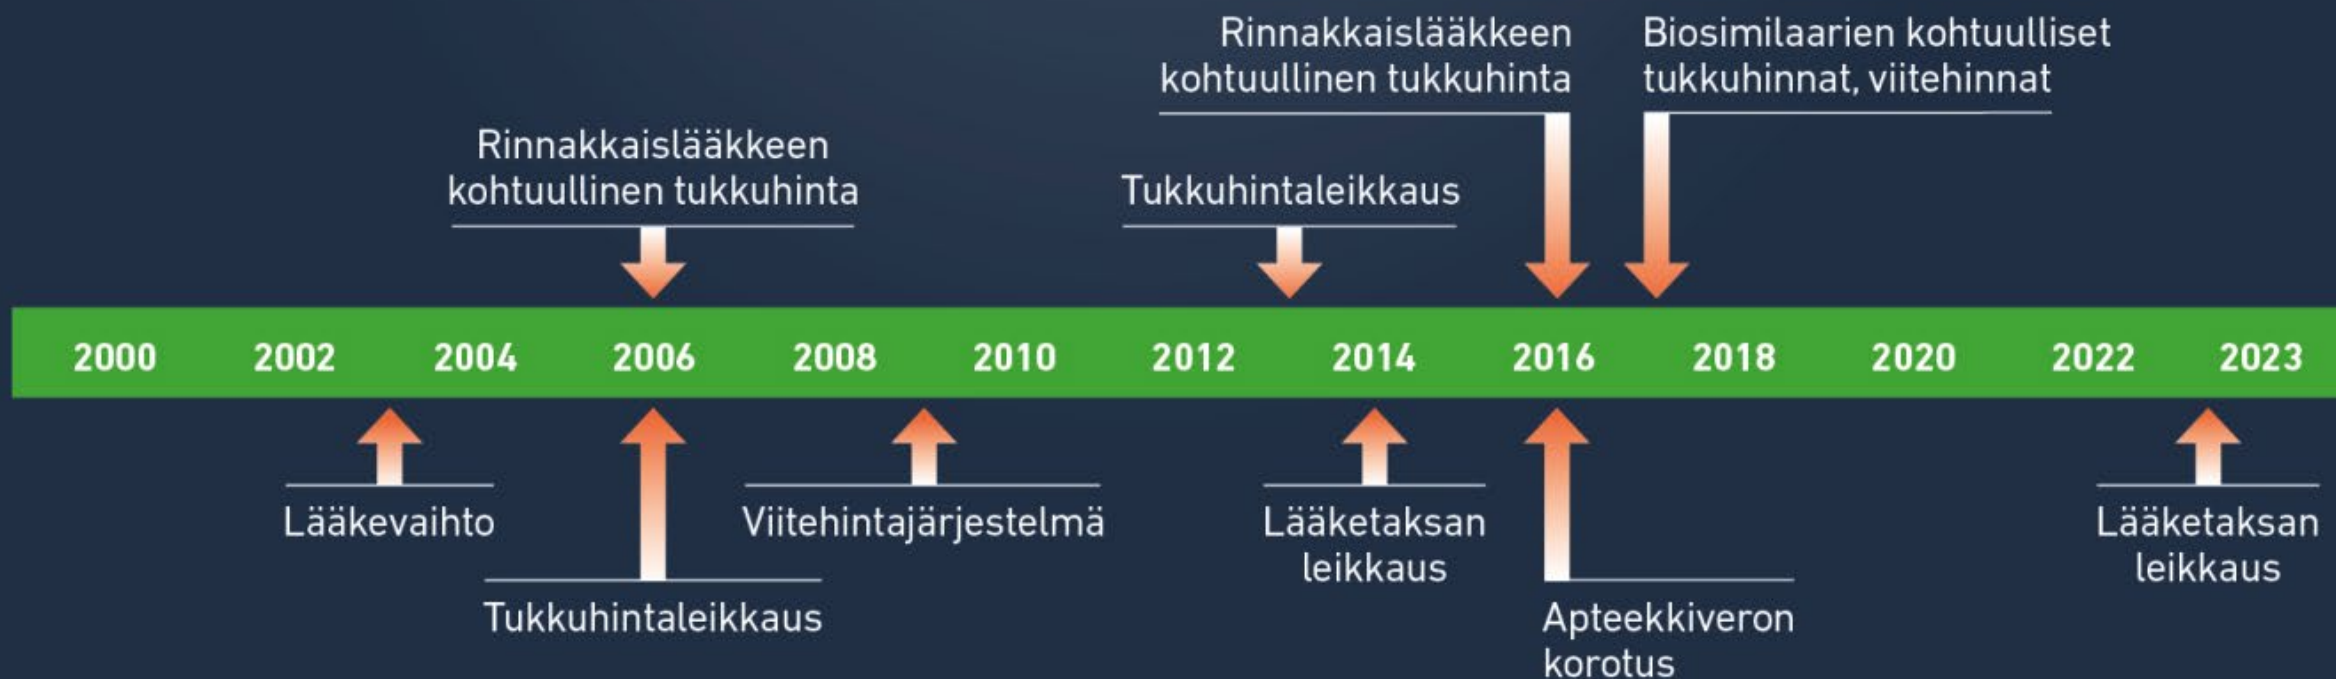 Rinnakkaislääkkeen
kohtuullinen tukkuhinta
Biosimilaarien kohtuulliset
tukkuhinnat, viitehinnat
Rinnakkaislääkkeen
kohtuullinen tukkuhinta
Tukkuhintaleikkaus
2000 2002 2004 2006 2008 2010 2012 2014 2016 2018 2020 2022 2023
Lääkevaihto
Viitehintajärjestelmä
Lääketaksan
leikkaus
Lääketaksan
leikkaus
Tukkuhintaleikkaus
Apteekkiveron
korotus